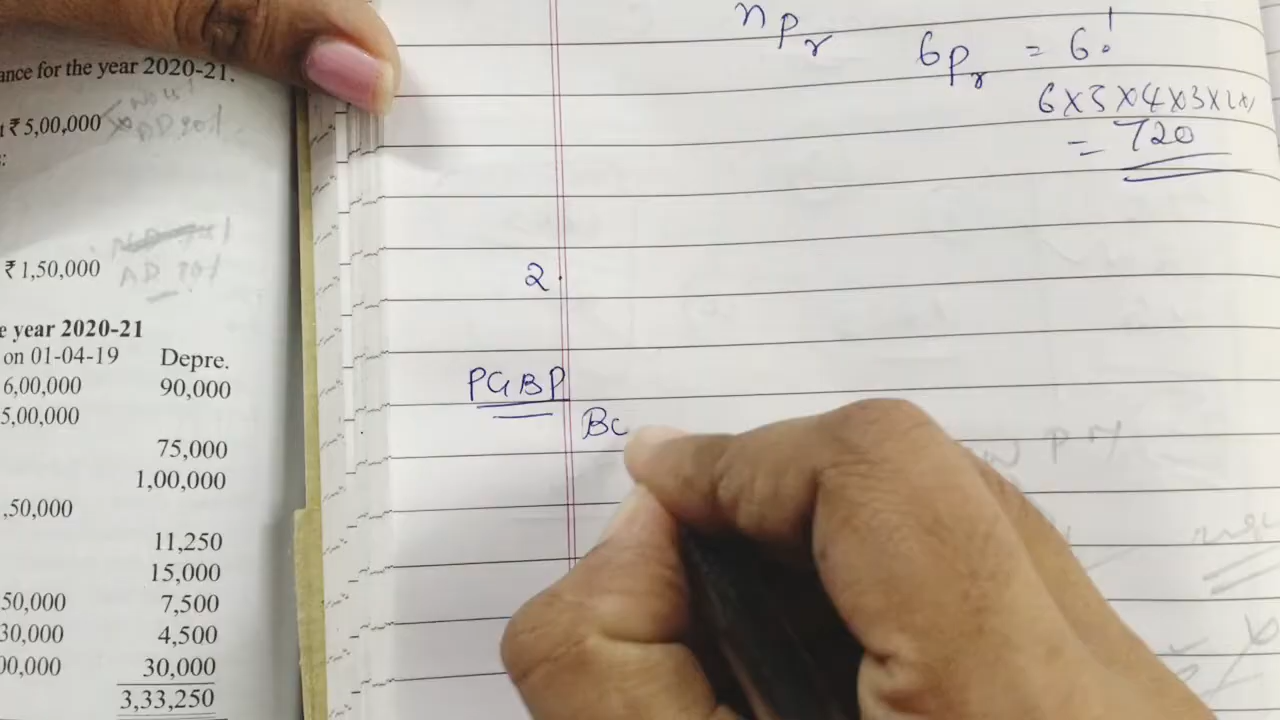 ance for the year 2020-21.
₹ 5,00,000
:
₹ 1,50,000
AD 20%
e year 2020-21
on 01-04-19 Depre.
6,00,000 90,000
5,00,000
75,000
1,00,000
,50,000
11,250
15,000
50,000 7,500
30,000 4,500
00,000 30,000
3,33,250
nPr 6Pr = 6!
6×5×4×3×2×1
= 720
2.
PGBP
Bc